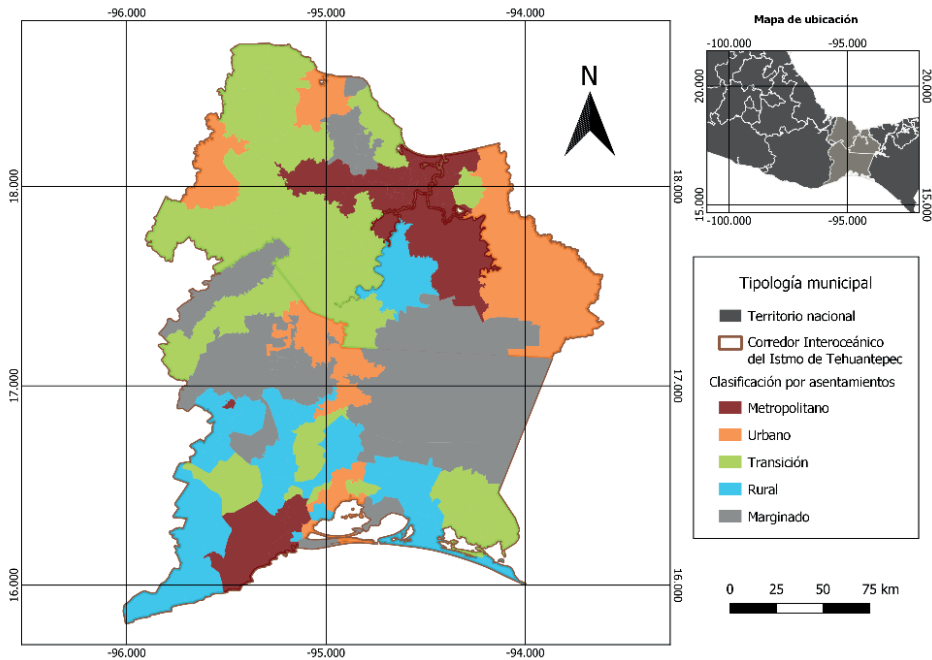 -96.000 -95.000 -94.000
18.000 18.000
17.000 17.000
16.000 16.000
-96.000 -95.000 -94.000
N
Mapa de ubicación
-100.000 -95.000
20.000 20.000
15.000 15.000
-100.000 -95.000
Tipología municipal
Territorio nacional
Corredor Interoceánico
del Istmo de Tehuantepec
Clasificación por asentamientos
Metropolitano
Urbano
Transición
Rural
Marginado
0 25 50 75 km